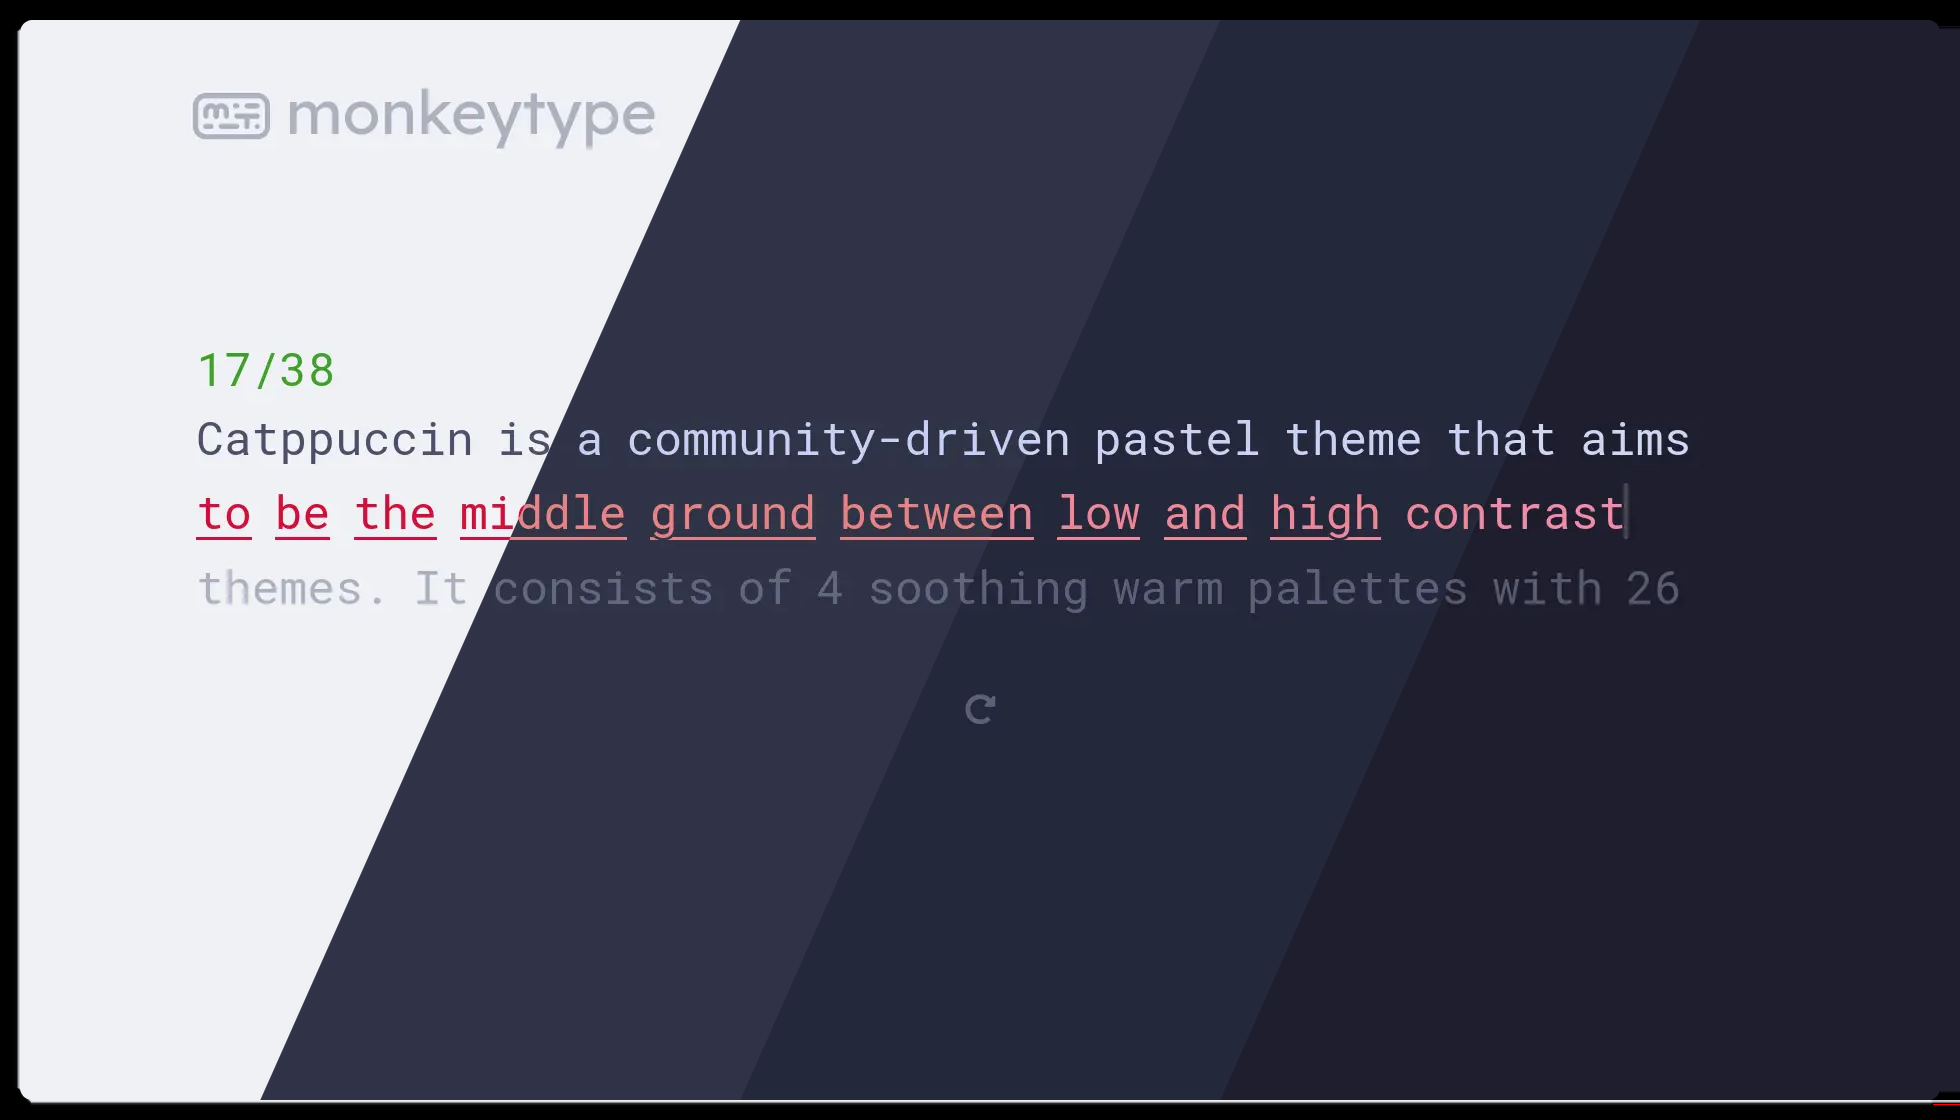 monkeytype
17/38
Catppuccin is a community-driven pastel theme that aims
to be the middle ground between low and high contrast
themes. It consists of 4 soothing warm palettes with 26